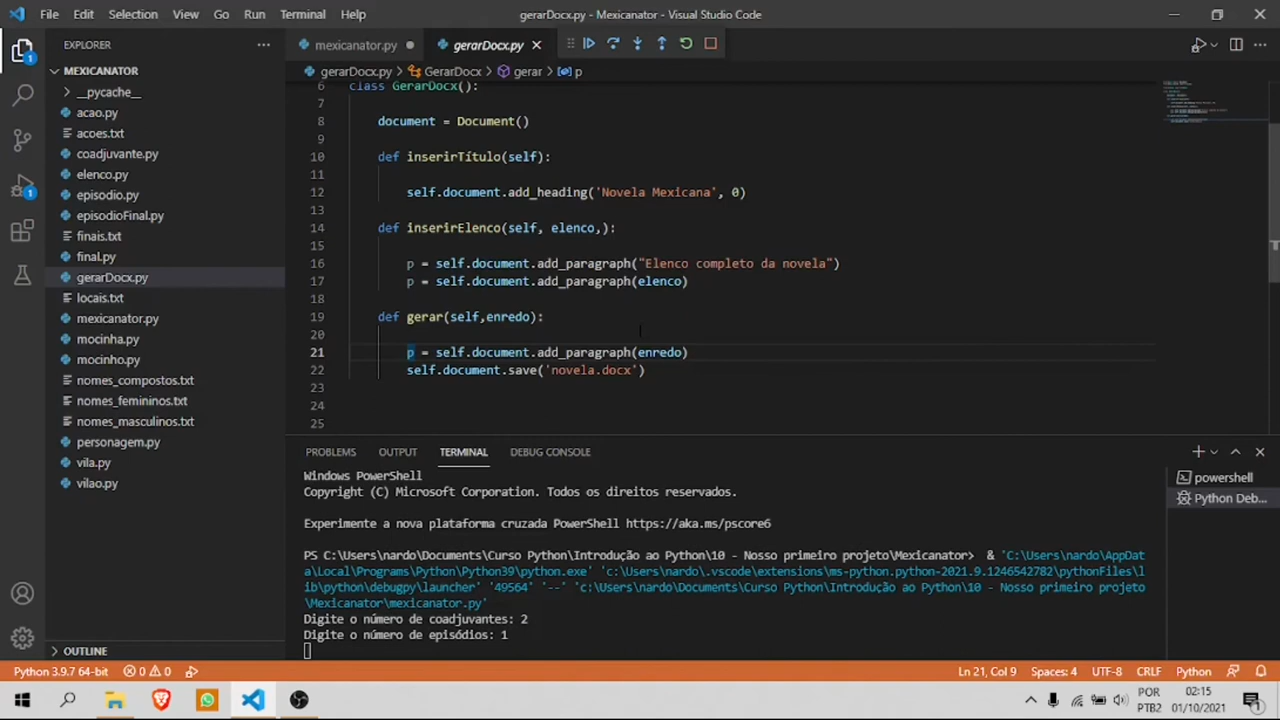 File Edit Selection View Go Run Terminal Help gerarDocx.py - Mexicanator - Visual Studio Code
EXPLORER
mexicanator.py
gerarDocx.py
MEXICANATOR
gerarDocx.py > GerarDocx > gerar > p
__pycache__
acao.py
acoes.txt
coadjuvante.py
elenco.py
episodio.py
episodioFinal.py
finais.txt
final.py
gerarDocx.py
locais.txt
mexicanator.py
mocinha.py
mocinho.py
nomes_compostos.txt
nomes_femininos.txt
nomes_masculinos.txt
personagem.py
vila.py
vilao.py
OUTLINE
6 class GerarDocx():
7
8 document = Document()
9
10 def inserirTítulo(self):
11
12 self.document.add_heading('Novela Mexicana', 0)
13
14 def inserirElenco(self, elenco,):
15
16 p = self.document.add_paragraph("Elenco completo da novela")
17 p = self.document.add_paragraph(elenco)
18
19 def gerar(self,enredo):
20
21 p = self.document.add_paragraph(enredo)
22 self.document.save('novela.docx')
23
24
25
PROBLEMS OUTPUT TERMINAL DEBUG CONSOLE
Windows PowerShell
Copyright (C) Microsoft Corporation. Todos os direitos reservados.
Experimente a nova plataforma cruzada PowerShell https://aka.ms/pscore6
PS C:\Users\nardo\Documents\Curso Python\Introdução ao Python\10 - Nosso primeiro projeto\Mexicanator> & 'C:\Users\nardo\AppDat
a\Local\Programs\Python\Python39\python.exe' 'c:\Users\nardo\.vscode\extensions\ms-python.python-2021.9.1246542782\pythonFiles\l
ib\python\debugpy\launcher' '49564' '--' 'c:\Users\nardo\Documents\Curso Python\Introdução ao Python\10 - Nosso primeiro projeto
\Mexicanator\mexicanator.py'
Digite o número de coadjuvantes: 2
Digite o número de episódios: 1
powershell
Python Deb...
Python 3.9.7 64-bit 0 0 Ln 21, Col 9 Spaces: 4 UTF-8 CRLF Python
POR
PTB2
02:15
01/10/2021